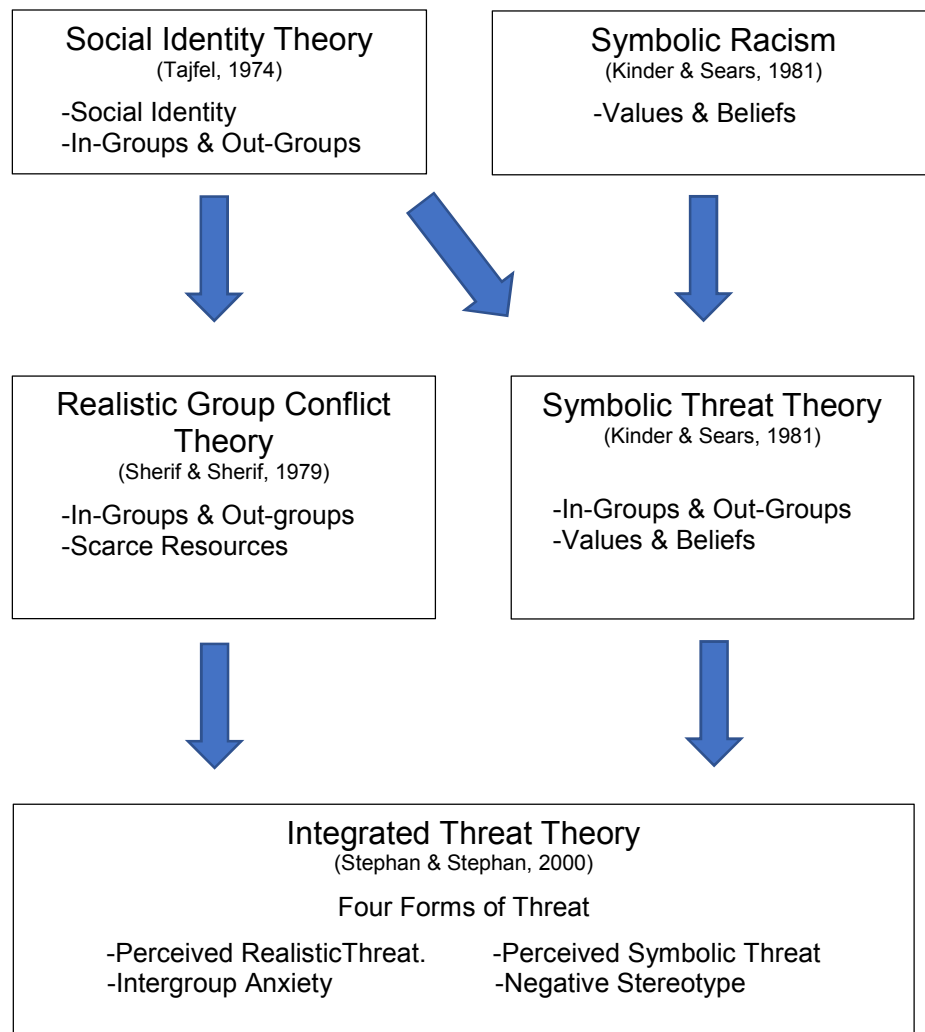 Social Identity Theory
(Tajfel, 1974)
-Social Identity
-In-Groups & Out-Groups
Symbolic Racism
(Kinder & Sears, 1981)
-Values & Beliefs
Realistic Group Conflict
Theory
(Sherif & Sherif, 1979)
-In-Groups & Out-groups
-Scarce Resources
Symbolic Threat Theory
(Kinder & Sears, 1981)
-In-Groups & Out-Groups
-Values & Beliefs
Integrated Threat Theory
(Stephan & Stephan, 2000)
Four Forms of Threat
-Perceived RealisticThreat.
-Intergroup Anxiety
-Perceived Symbolic Threat
-Negative Stereotype